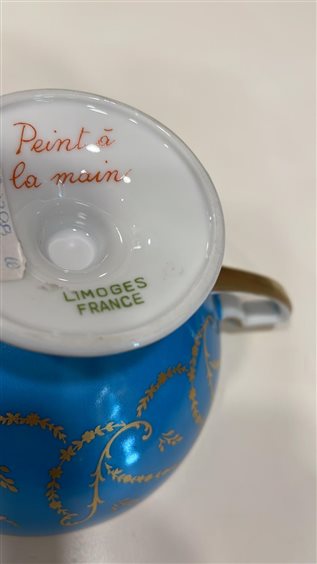 Peint à
la main
LIMOGES
FRANCE